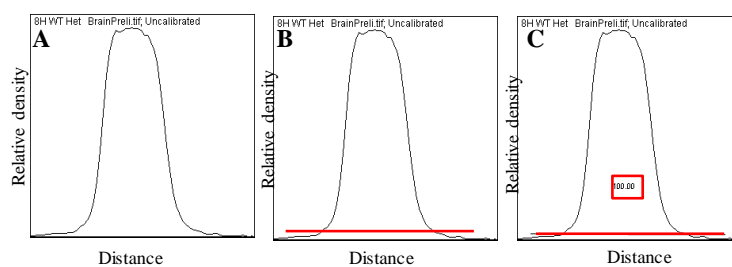 8H WT Het BrainPreli.tif; Uncalibrated
A
Relative density
Distance
8H WT Het BrainPreli.tif; Uncalibrated
B
Relative density
Distance
8H WT Het BrainPreli.tif; Uncalibrated
C
Relative density
100.00
Distance